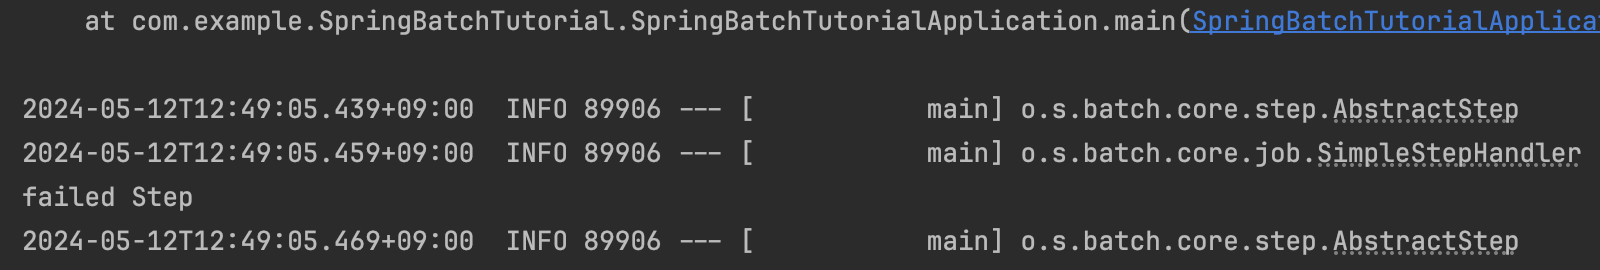 at com.example.SpringBatchTutorial.SpringBatchTutorialApplication.main(SpringBatchTutorialApplica
2024-05-12T12:49:05.439+09:00  INFO 89906 --- [           main] o.s.batch.core.step.AbstractStep
2024-05-12T12:49:05.459+09:00  INFO 89906 --- [           main] o.s.batch.core.job.SimpleStepHandler
failed Step
2024-05-12T12:49:05.469+09:00  INFO 89906 --- [           main] o.s.batch.core.step.AbstractStep